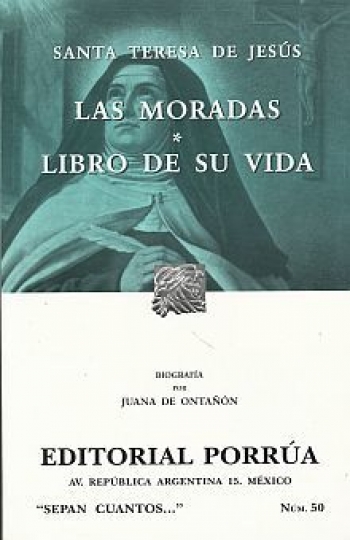 SANTA TERESA DE JESÚS
LAS MORADAS
*
LIBRO DE SU VIDA
BIOGRAFÍA
POR
JUANA DE ONTAÑÓN
EDITORIAL PORRÚA
AV. REPÚBLICA ARGENTINA 15. MÉXICO
“SEPAN CUANTOS...” NÚM. 50